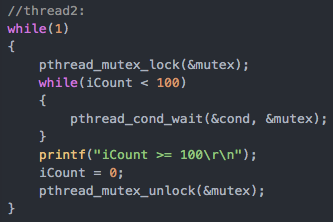 //thread2:
while(1)
{
    pthread_mutex_lock(&mutex);
    while(iCount < 100)
    {
        pthread_cond_wait(&cond, &mutex);
    }
    printf("iCount >= 100\r\n");
    iCount = 0;
    pthread_mutex_unlock(&mutex);
}